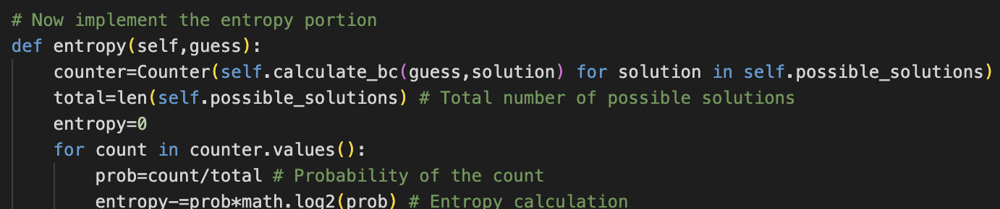 # Now implement the entropy portion
def entropy(self,guess):
    counter=Counter(self.calculate_bc(guess,solution) for solution in self.possible_solutions)
    total=len(self.possible_solutions) # Total number of possible solutions
    entropy=0
    for count in counter.values():
        prob=count/total # Probability of the count
        entropy-=prob*math.log2(prob) # Entropy calculation